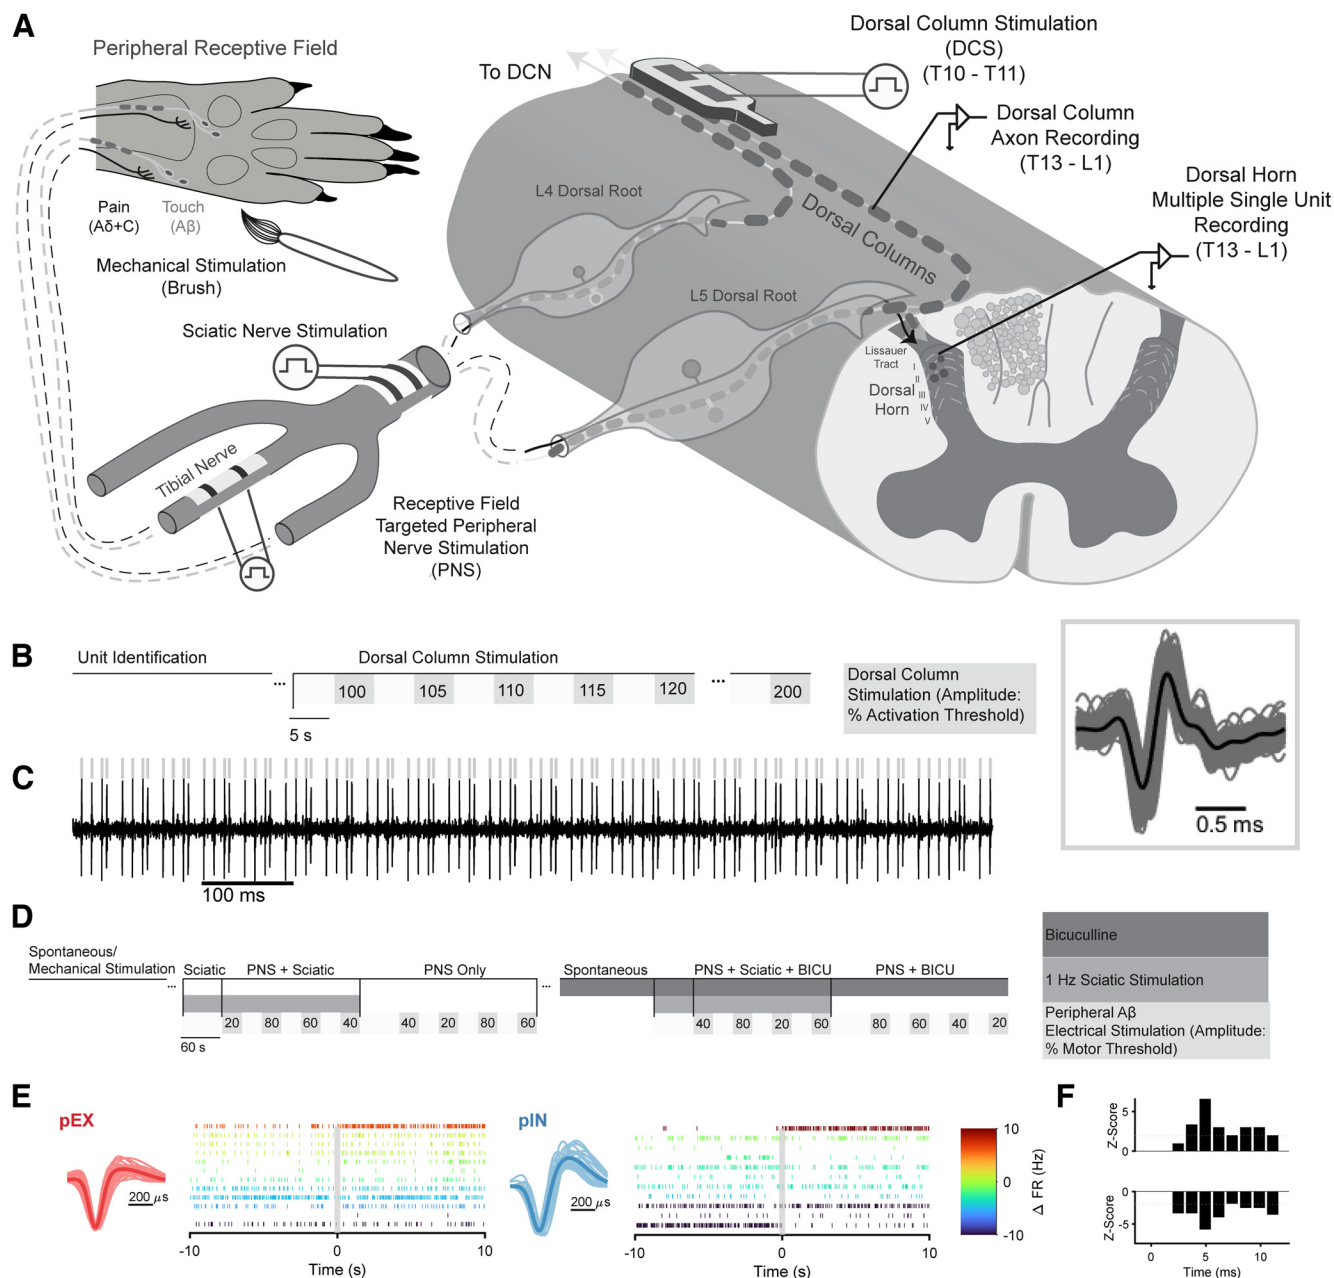 A
Peripheral Receptive Field
Pain
(Aδ+C)
Touch
(Aβ)
Mechanical Stimulation
(Brush)
Sciatic Nerve Stimulation
Tibial Nerve
Receptive Field
Targeted Peripheral
Nerve Stimulation
(PNS)
To DCN
L4 Dorsal Root
L5 Dorsal Root
Dorsal Columns
Dorsal Column Stimulation
(DCS)
(T10 - T11)
Dorsal Column
Axon Recording
(T13 - L1)
Dorsal Horn
Multiple Single Unit
Recording
(T13 - L1)
Lissauer
Tract
Dorsal
Horn
I
II
III
IV
V
B
Unit Identification
...
Dorsal Column Stimulation
100 105 110 115 120 ... 200
5 s
Dorsal Column
Stimulation (Amplitude:
% Activation Threshold)
0.5 ms
C
100 ms
D
Spontaneous/
Mechanical Stimulation
...
Sciatic PNS + Sciatic PNS Only
20 80 60 40 40 20 80 60
60 s
...
Spontaneous PNS + Sciatic + BICU PNS + BICU
40 80 20 60 80 60 40 20
Bicuculline
1 Hz Sciatic Stimulation
Peripheral Aβ
Electrical Stimulation (Amplitude:
% Motor Threshold)
E
pEX
200 µs
-10 0 10
Time (s)
pIN
200 µs
-10 0 10
Time (s)
10
0
-10
Δ FR (Hz)
F
Z-Score
5
0
Z-Score
0
-5
0 5 10
Time (ms)